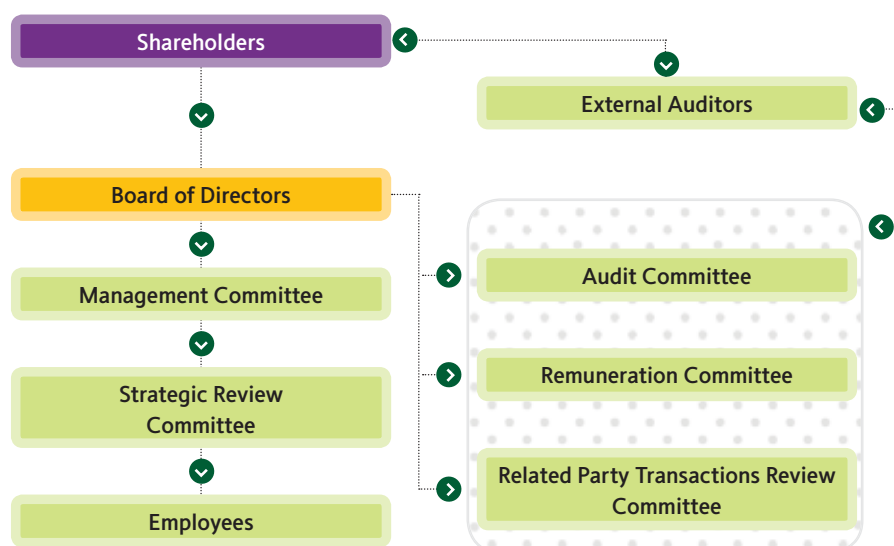 Shareholders
External Auditors
Board of Directors
Management Committee
Audit Committee
Strategic Review
Committee
Remuneration Committee
Related Party Transactions Review
Committee
Employees